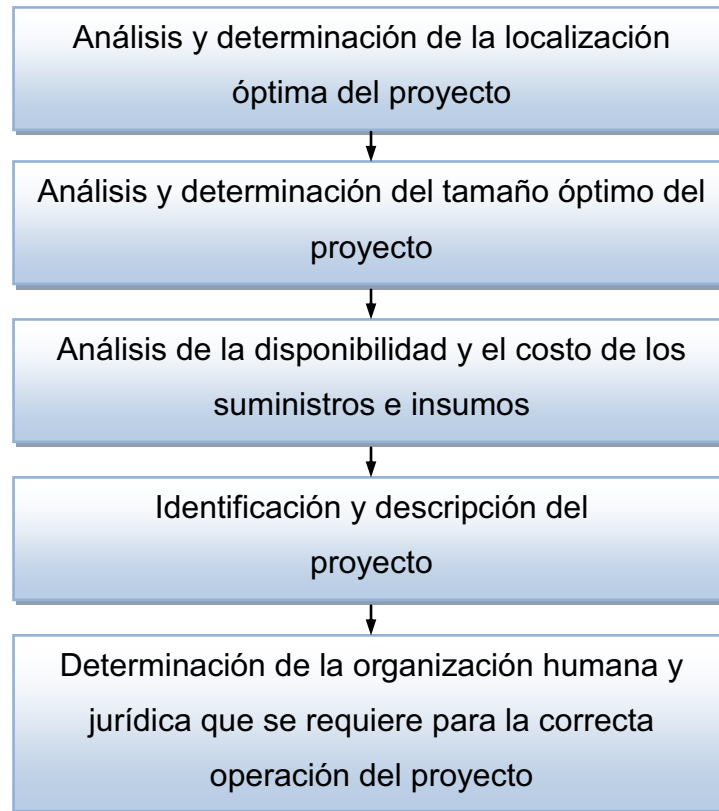 Análisis y determinación de la localización
óptima del proyecto
Análisis y determinación del tamaño óptimo del
proyecto
Análisis de la disponibilidad y el costo de los
suministros e insumos
Identificación y descripción del
proyecto
Determinación de la organización humana y
jurídica que se requiere para la correcta
operación del proyecto